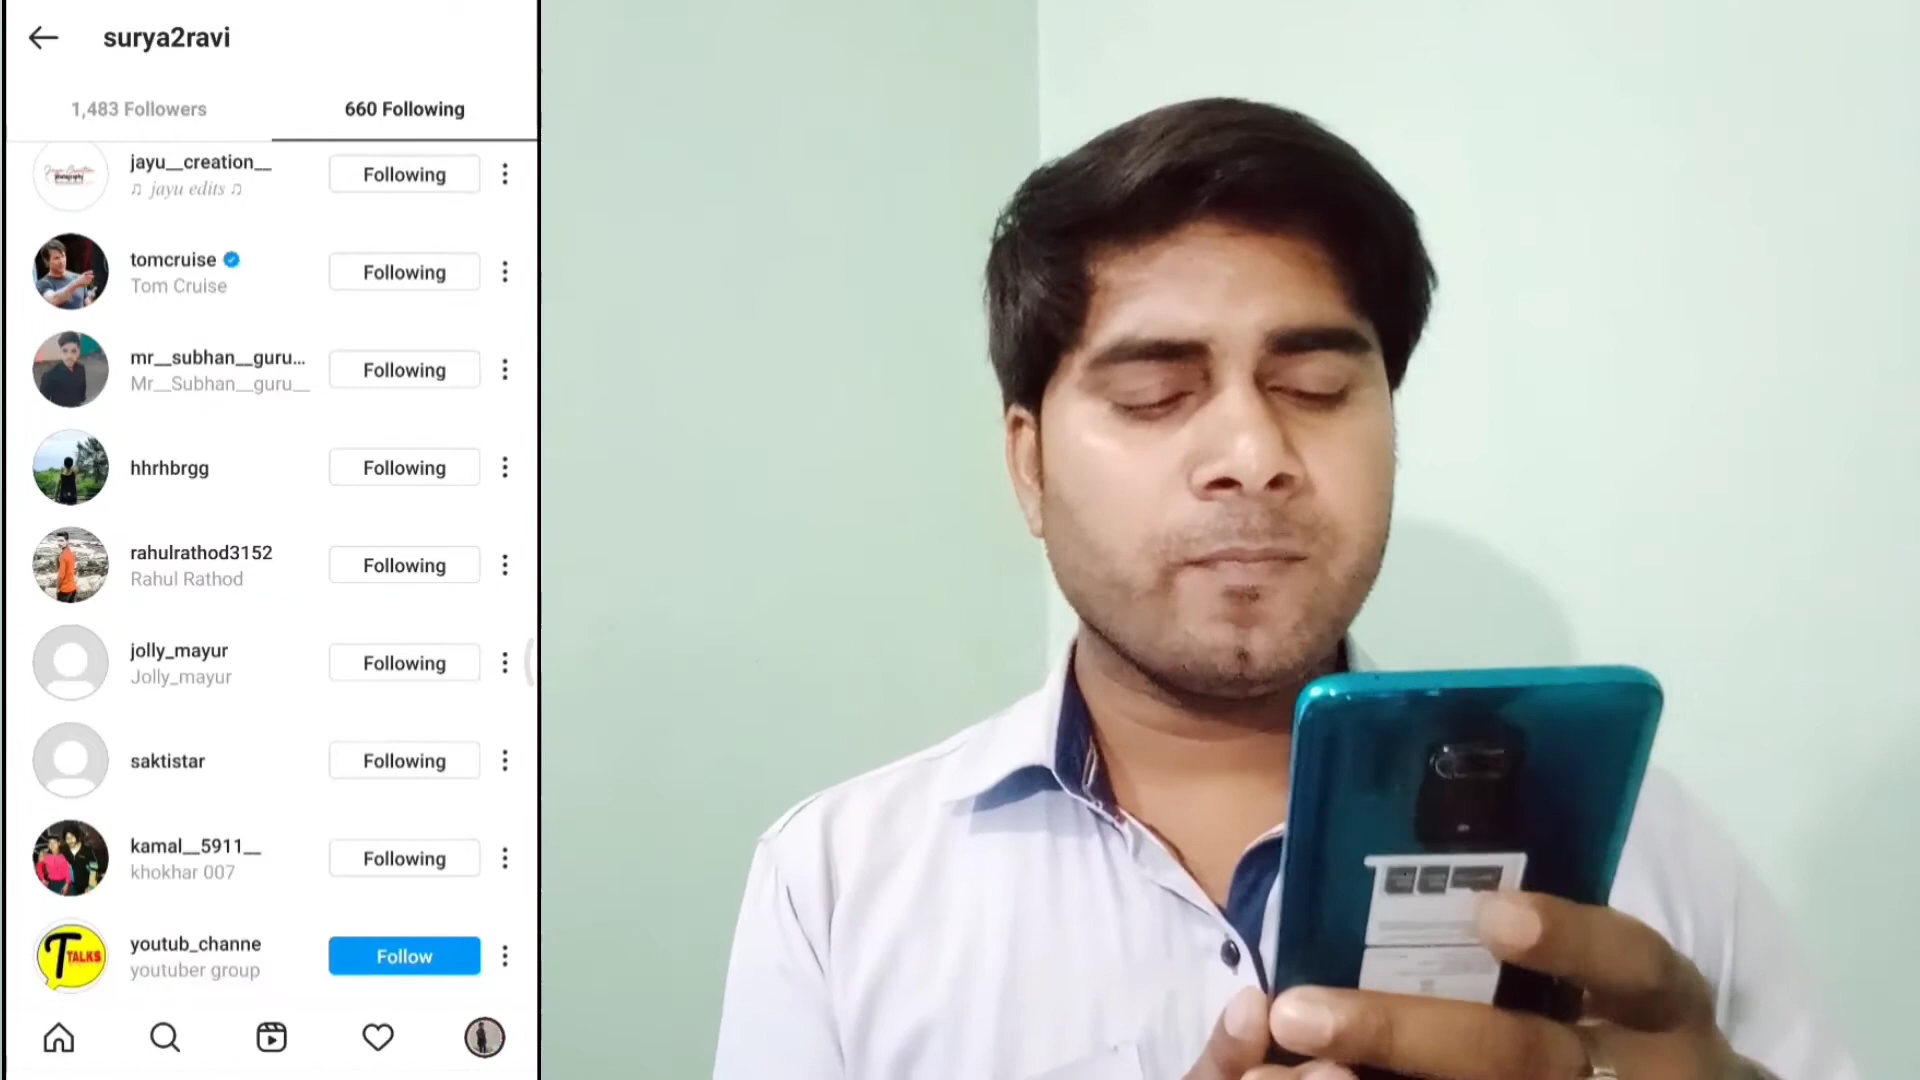 surya2ravi
1,483 Followers
660 Following
jayu__creation__
Following
♫ jayu edits ♫
tomcruise
Following
Tom Cruise
mr__subhan__guru...
Following
Mr__Subhan__guru__
hhrhbrgg
Following
rahulrathod3152
Following
Rahul Rathod
jolly_mayur
Following
Jolly_mayur
saktistar
Following
kamal__5911__
Following
khokhar 007
T TALKS
youtub_channe
Follow
youtuber group